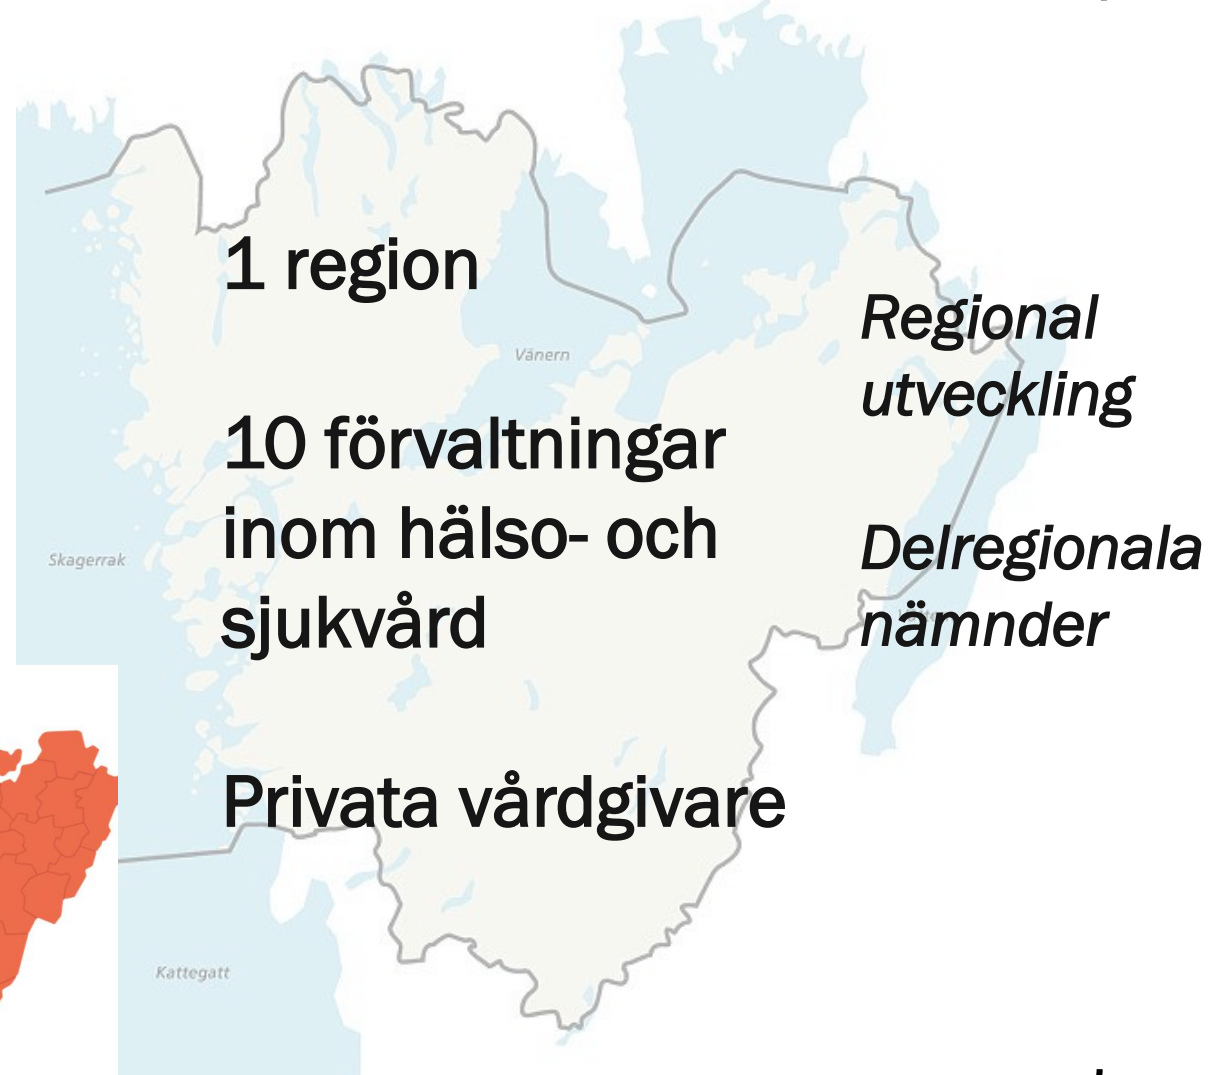 1 region
10 förvaltningar
inom hälso- och
sjukvård
Privata vårdgivare
Regional
utveckling
Delregionala
nämnder
Vänern
Skagerrak
Kattegatt